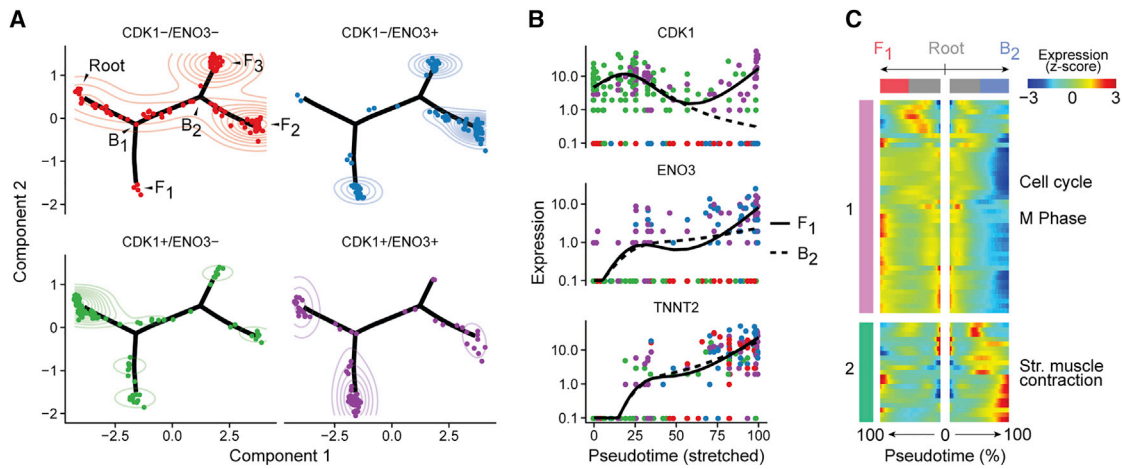 A
CDK1−/ENO3−
CDK1−/ENO3+
Root
F3
B2
B1
F2
F1
1
0
−1
−2
CDK1+/ENO3−
CDK1+/ENO3+
1
0
−1
−2
−2.5 0.0 2.5
−2.5 0.0 2.5
Component 2
Component 1
B
CDK1
10.0
1.0
0.1
ENO3
10.0
1.0
0.1
F1
B2
TNNT2
10.0
1.0
0.1
0 25 50 75 100
Expression
Pseudotime (stretched)
C
F1 Root B2
Expression
(z-score)
−3 0 3
1
Cell cycle
M Phase
2
Str. muscle
contraction
100 0 100
Pseudotime (%)